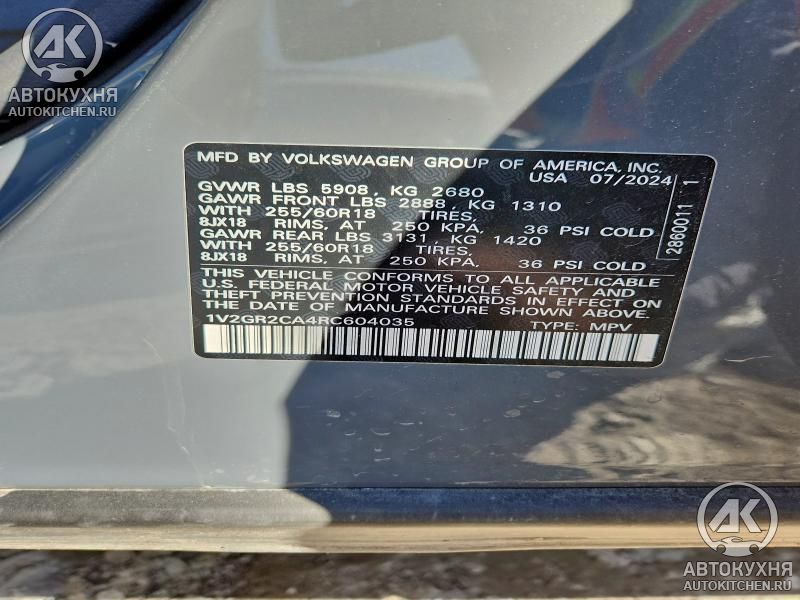 АК
АВТОКУХНЯ
AUTOKITCHEN.RU
MFD BY VOLKSWAGEN GROUP OF AMERICA, INC.
USA 07/2024
GVWR LBS 5908, KG 2680
GAWR FRONT LBS 2888, KG 1310
WITH 255/60R18 TIRES,
8JX18 RIMS, AT 250 KPA, 36 PSI COLD
GAWR REAR LBS 3131, KG 1420
WITH 255/60R18 TIRES,
8JX18 RIMS, AT 250 KPA, 36 PSI COLD
THIS VEHICLE CONFORMS TO ALL APPLICABLE
U.S. FEDERAL MOTOR VEHICLE SAFETY AND
THEFT PREVENTION STANDARDS IN EFFECT ON
THE DATE OF MANUFACTURE SHOWN ABOVE.
1V2GR2CA4RC604035 TYPE: MPV
2860011 1
АК
АВТОКУХНЯ
AUTOKITCHEN.RU